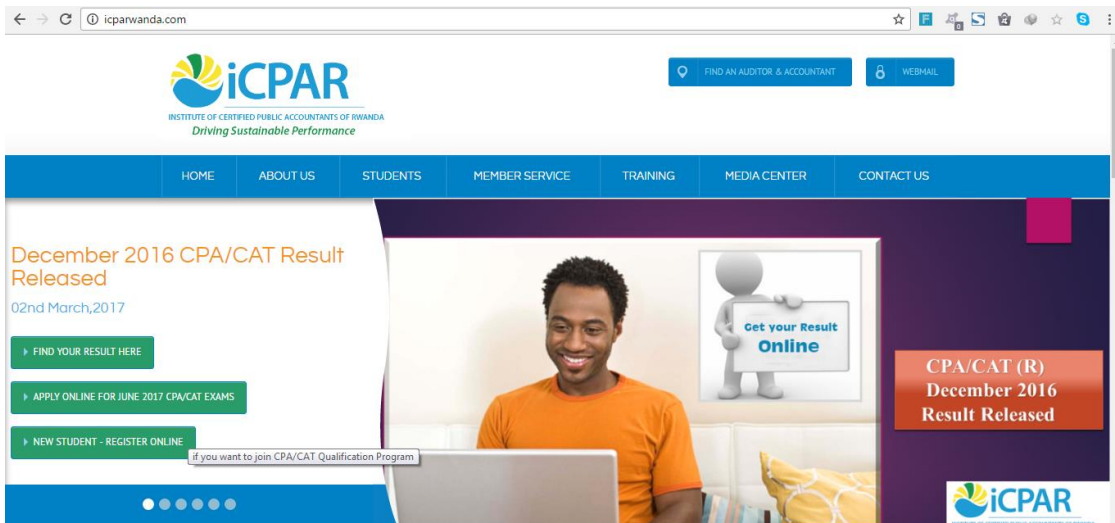 icparwanda.com
iCPAR
INSTITUTE OF CERTIFIED PUBLIC ACCOUNTANTS OF RWANDA
Driving Sustainable Performance
FIND AN AUDITOR & ACCOUNTANT
WEBMAIL
HOME
ABOUT US
STUDENTS
MEMBER SERVICE
TRAINING
MEDIA CENTER
CONTACT US
December 2016 CPA/CAT Result
Released
02nd March,2017
FIND YOUR RESULT HERE
APPLY ONLINE FOR JUNE 2017 CPA/CAT EXAMS
NEW STUDENT - REGISTER ONLINE
if you want to join CPA/CAT Qualification Program
Get your Result
Online
CPA/CAT (R)
December 2016
Result Released
iCPAR